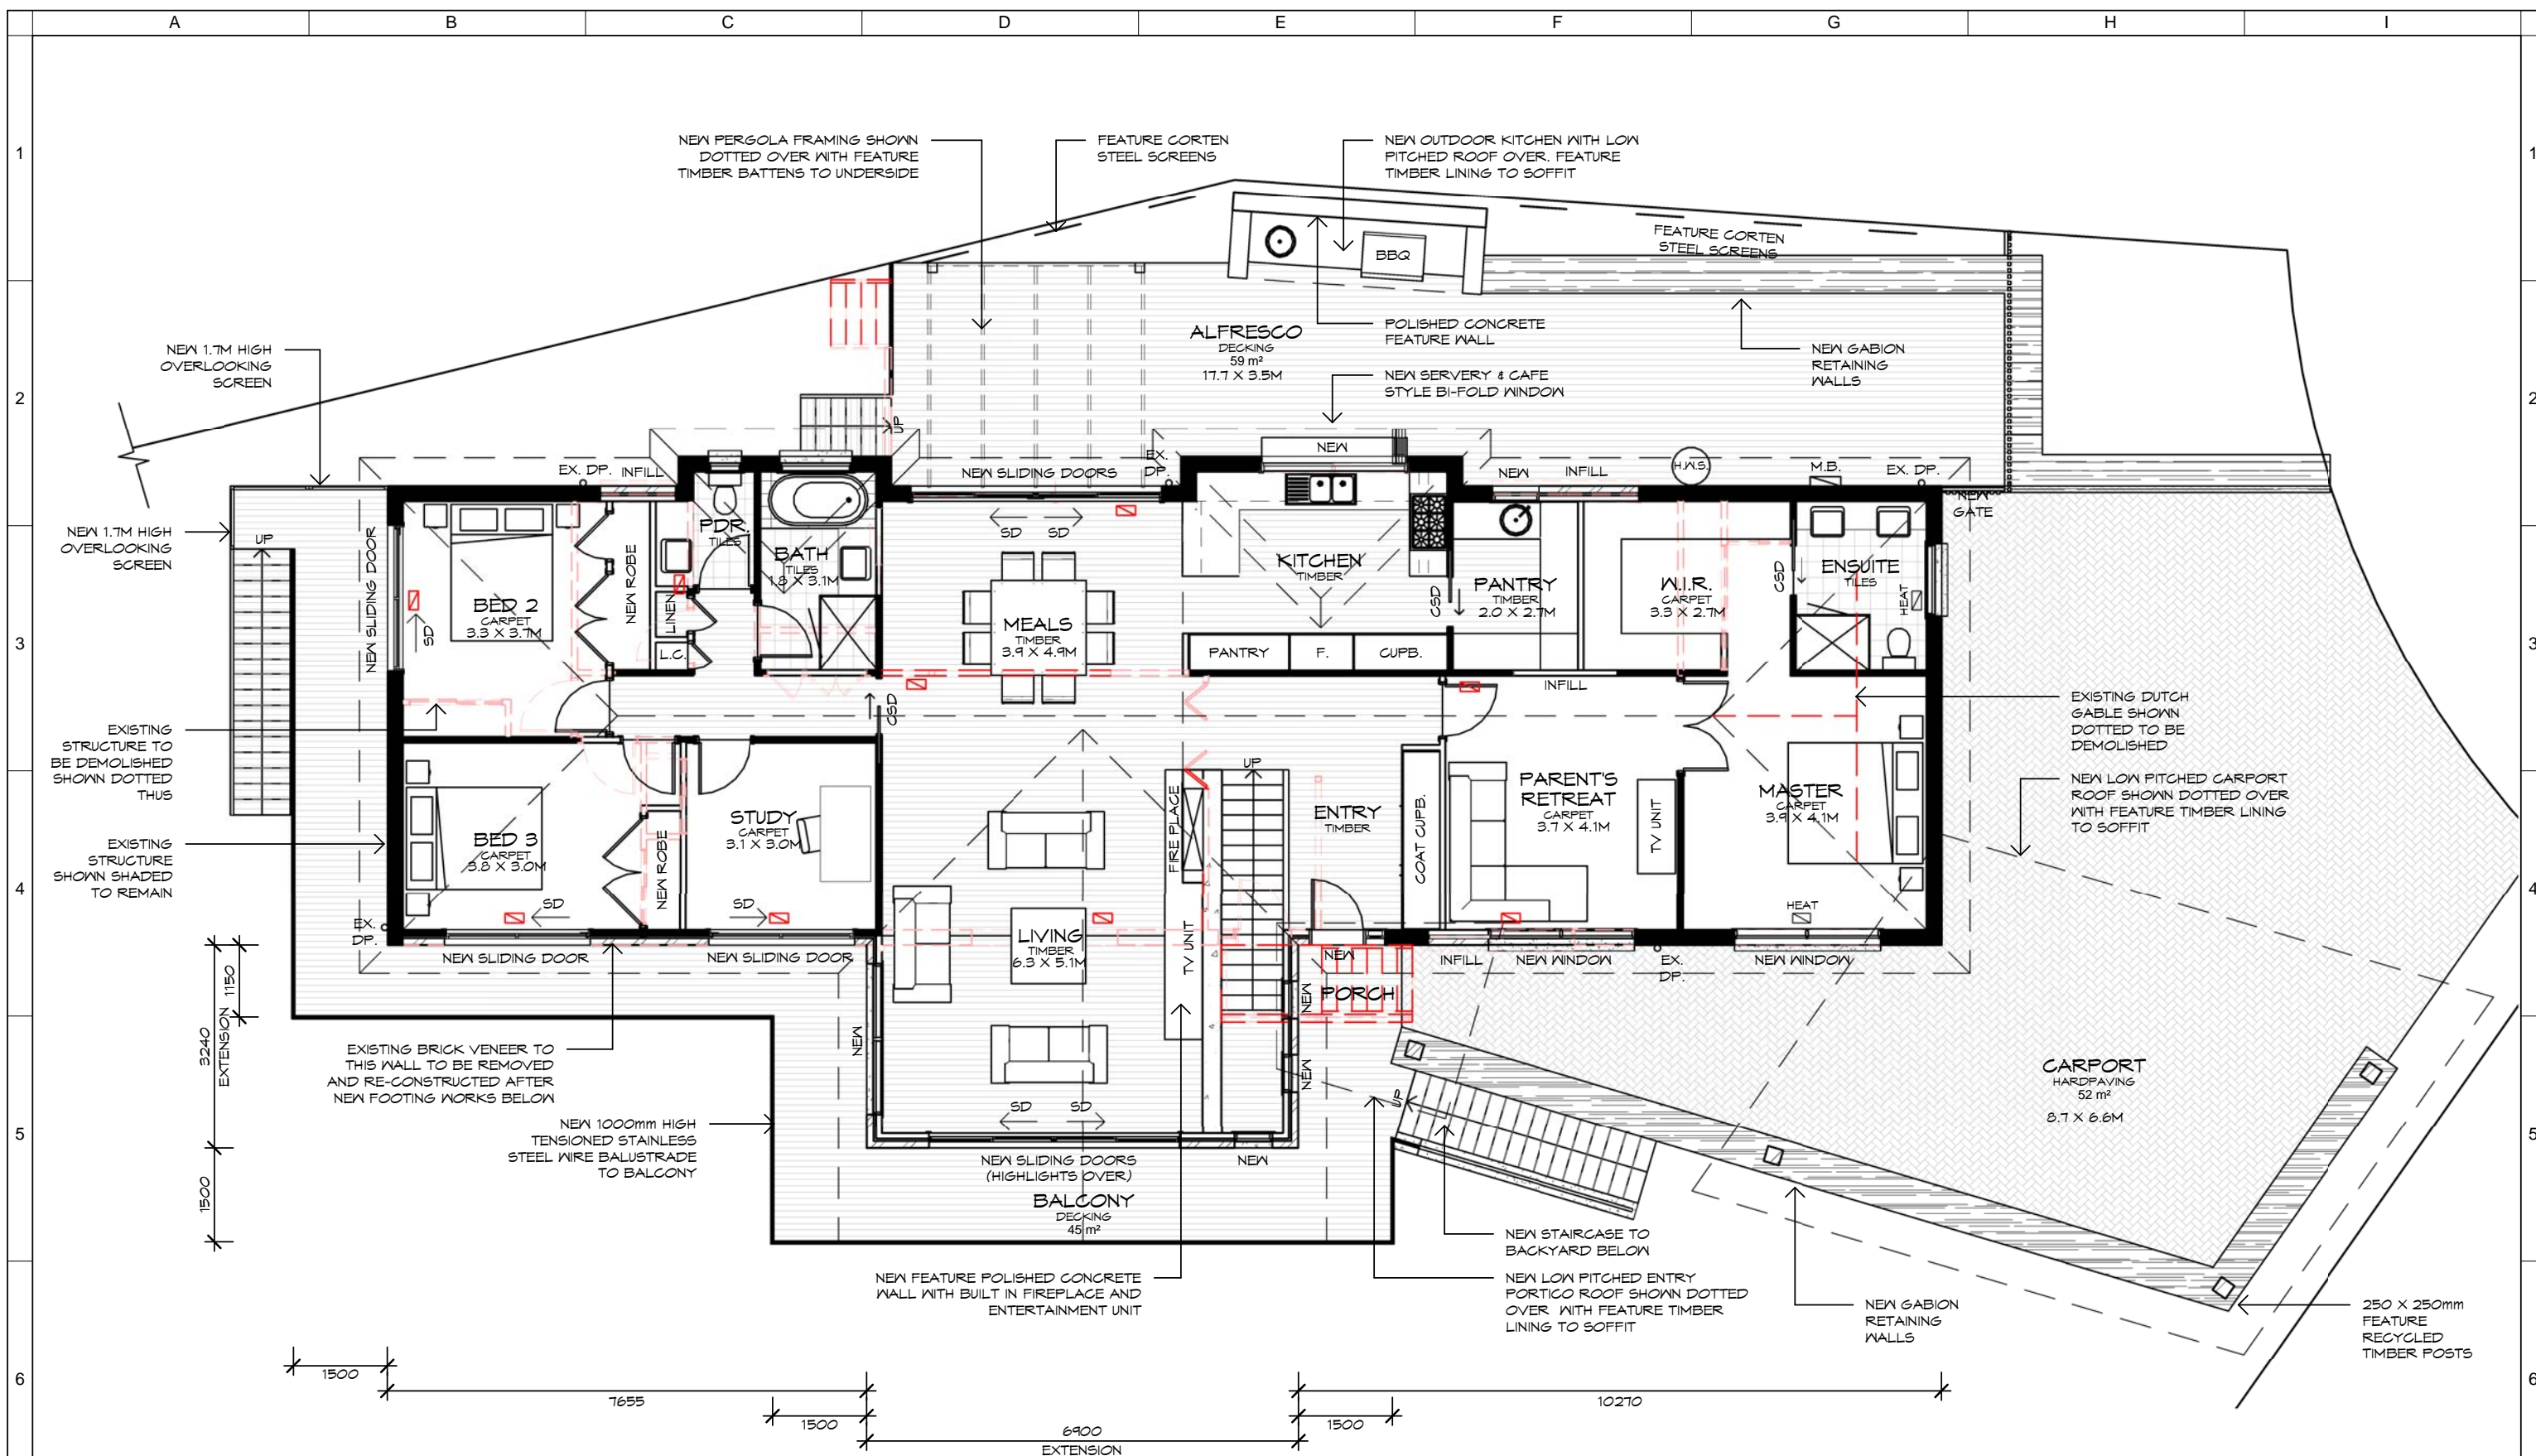 A B C D E F G H I
1
NEW PERGOLA FRAMING SHOWN
DOTTED OVER WITH FEATURE
TIMBER BATTENS TO UNDERSIDE
FEATURE CORTEN
STEEL SCREENS
NEW OUTDOOR KITCHEN WITH LOW
PITCHED ROOF OVER. FEATURE
TIMBER LINING TO SOFFIT
1
BBQ
FEATURE CORTEN
STEEL SCREENS
ALFRESCO
DECKING
59 m²
17.7 X 3.5M
POLISHED CONCRETE
FEATURE WALL
NEW GABION
RETAINING
WALLS
NEW 1.7M HIGH
OVERLOOKING
SCREEN
NEW SERVERY & CAFE
STYLE BI-FOLD WINDOW
2
2
UP
EX. DP.
INFILL
NEW SLIDING DOORS
EX.
DP.
NEW
NEW
INFILL
H.W.S.
M.B.
EX. DP.
NEW
GATE
NEW 1.7M HIGH
OVERLOOKING
SCREEN
UP
NEW SLIDING DOOR
SD
BED 2
CARPET
3.3 X 3.7M
NEW ROBE
PDR.
TILES
LINEN
L.C.
BATH
TILES
1.8 X 3.1M
SD SD
MEALS
TIMBER
3.9 X 4.9M
KITCHEN
TIMBER
PANTRY
F.
CUPB.
CSD
PANTRY
TIMBER
2.0 X 2.7M
W.I.R.
CARPET
3.3 X 2.7M
CSD
ENSUITE
TILES
HEAT
3
3
INFILL
CSD
EXISTING
STRUCTURE TO
BE DEMOLISHED
SHOWN DOTTED
THUS
EXISTING DUTCH
GABLE SHOWN
DOTTED TO BE
DEMOLISHED
NEW LOW PITCHED CARPORT
ROOF SHOWN DOTTED OVER
WITH FEATURE TIMBER LINING
TO SOFFIT
EXISTING
STRUCTURE
SHOWN SHADED
TO REMAIN
BED 3
CARPET
3.8 X 3.0M
SD
NEW ROBE
STUDY
CARPET
3.1 X 3.0M
SD
FIRE PLACE
UP
ENTRY
TIMBER
COAT CUPB.
PARENT'S
RETREAT
CARPET
3.7 X 4.1M
TV UNIT
MASTER
CARPET
3.9 X 4.1M
HEAT
4
4
EX.
DP.
NEW SLIDING DOOR
NEW SLIDING DOOR
LIVING
TIMBER
6.3 X 5.1M
TV UNIT
NEW
NEW
PORCH
INFILL
NEW WINDOW
EX.
DP.
NEW WINDOW
1150
3240
EXTENSION
1500
NEW
NEW
EXISTING BRICK VENEER TO
THIS WALL TO BE REMOVED
AND RE-CONSTRUCTED AFTER
NEW FOOTING WORKS BELOW
NEW 1000mm HIGH
TENSIONED STAINLESS
STEEL WIRE BALUSTRADE
TO BALCONY
SD SD
NEW SLIDING DOORS
(HIGHLIGHTS OVER)
NEW
BALCONY
DECKING
45 m²
UP
CARPORT
HARDPAVING
52 m²
8.7 X 6.6M
5
5
NEW STAIRCASE TO
BACKYARD BELOW
NEW FEATURE POLISHED CONCRETE
WALL WITH BUILT IN FIREPLACE AND
ENTERTAINMENT UNIT
NEW LOW PITCHED ENTRY
PORTICO ROOF SHOWN DOTTED
OVER WITH FEATURE TIMBER
LINING TO SOFFIT
NEW GABION
RETAINING
WALLS
250 X 250mm
FEATURE
RECYCLED
TIMBER POSTS
6
6
1500
7655
1500
6900
EXTENSION
1500
10270